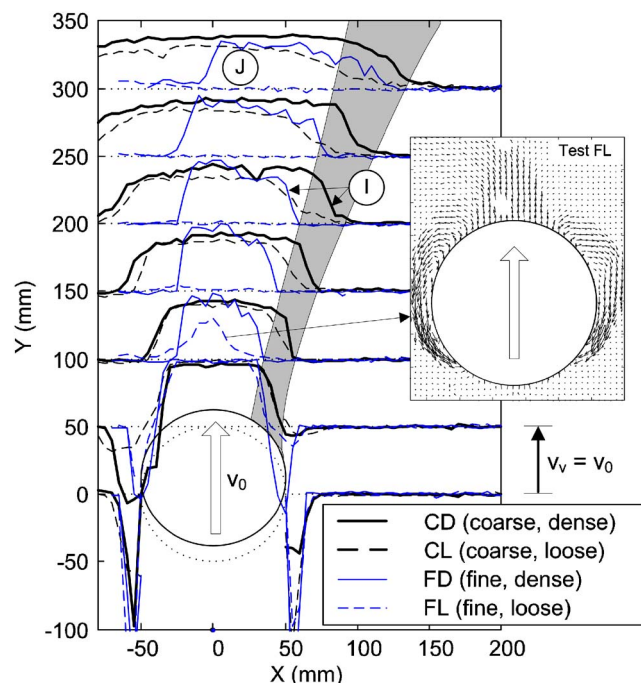 350
300
250
200
150
100
50
0
-50
-100
Y (mm)
-50
0
50
100
150
200
X (mm)
J
I
Test FL
v0
vv = v0
CD (coarse, dense)
CL (coarse, loose)
FD (fine, dense)
FL (fine, loose)